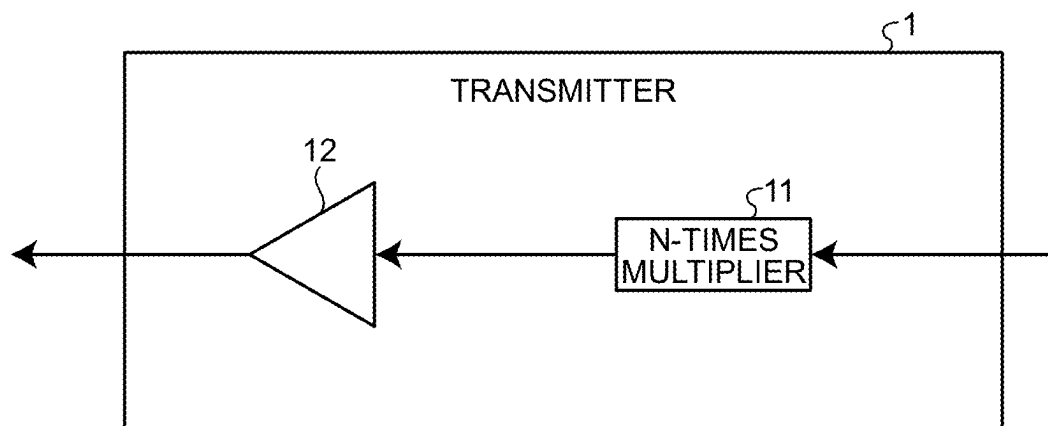 1
TRANSMITTER
12
11
N-TIMES
MULTIPLIER